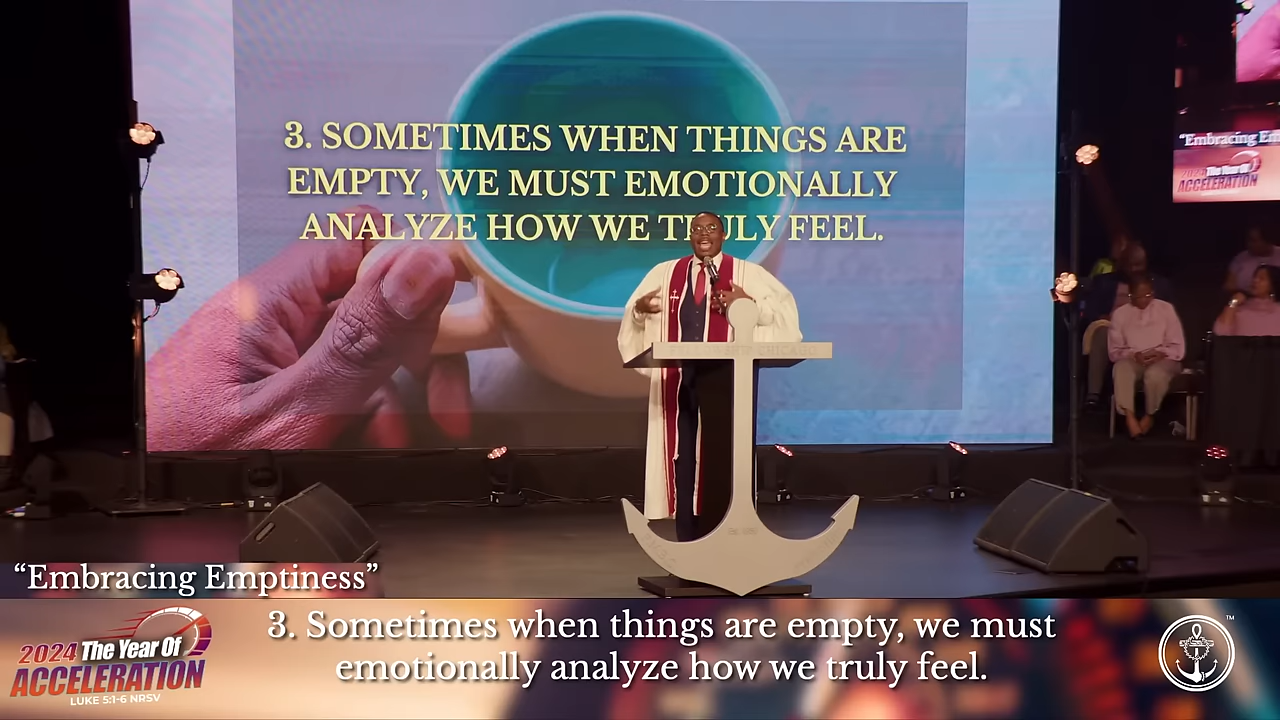 3. SOMETIMES WHEN THINGS ARE
EMPTY, WE MUST EMOTIONALLY
ANALYZE HOW WE TRULY FEEL.
"Embracing Em
2024 The Year Of
ACCELERATION
“Embracing Emptiness”
3. Sometimes when things are empty, we must
emotionally analyze how we truly feel.
2024 The Year Of
ACCELERATION
LUKE 5:1-6 NRSV
TM